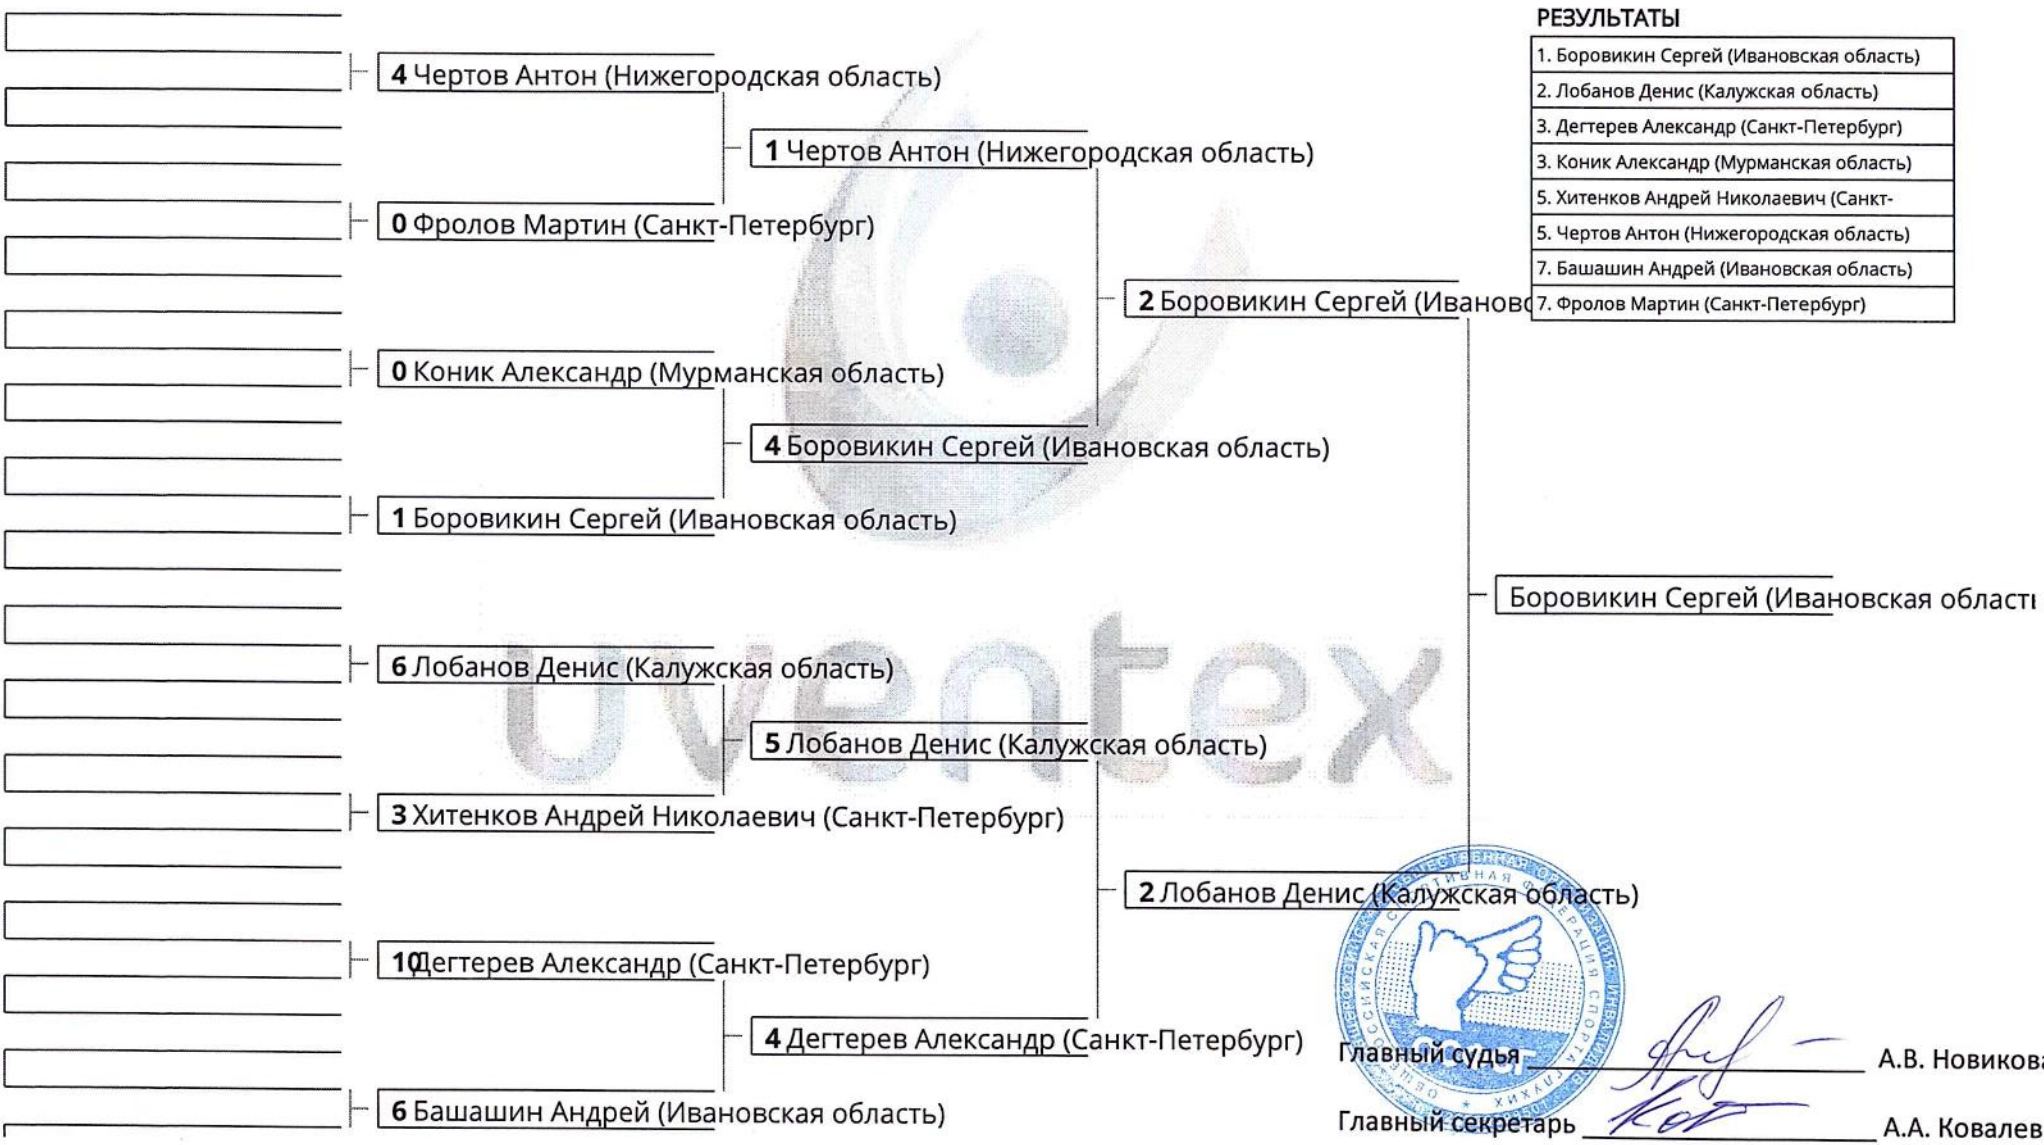 РЕЗУЛЬТАТЫ
1. Боровикин Сергей (Ивановская область)
2. Лобанов Денис (Калужская область)
3. Дегтерев Александр (Санкт-Петербург)
3. Коник Александр (Мурманская область)
5. Хитенков Андрей Николаевич (Санкт-
5. Чертов Антон (Нижегородская область)
7. Башашин Андрей (Ивановская область)
7. Фролов Мартин (Санкт-Петербург)
4 Чертов Антон (Нижегородская область)
0 Фролов Мартин (Санкт-Петербург)
0 Коник Александр (Мурманская область)
1 Боровикин Сергей (Ивановская область)
6 Лобанов Денис (Калужская область)
3 Хитенков Андрей Николаевич (Санкт-Петербург)
10 Дегтерев Александр (Санкт-Петербург)
6 Башашин Андрей (Ивановская область)
1 Чертов Антон (Нижегородская область)
4 Боровикин Сергей (Ивановская область)
5 Лобанов Денис (Калужская область)
4 Дегтерев Александр (Санкт-Петербург)
2 Боровикин Сергей (Иванов
2 Лобанов Денис (Калужская область)
Боровикин Сергей (Ивановская област
uventex
Главный судья А.В. Новикова
Главный секретарь А.А. Ковалев